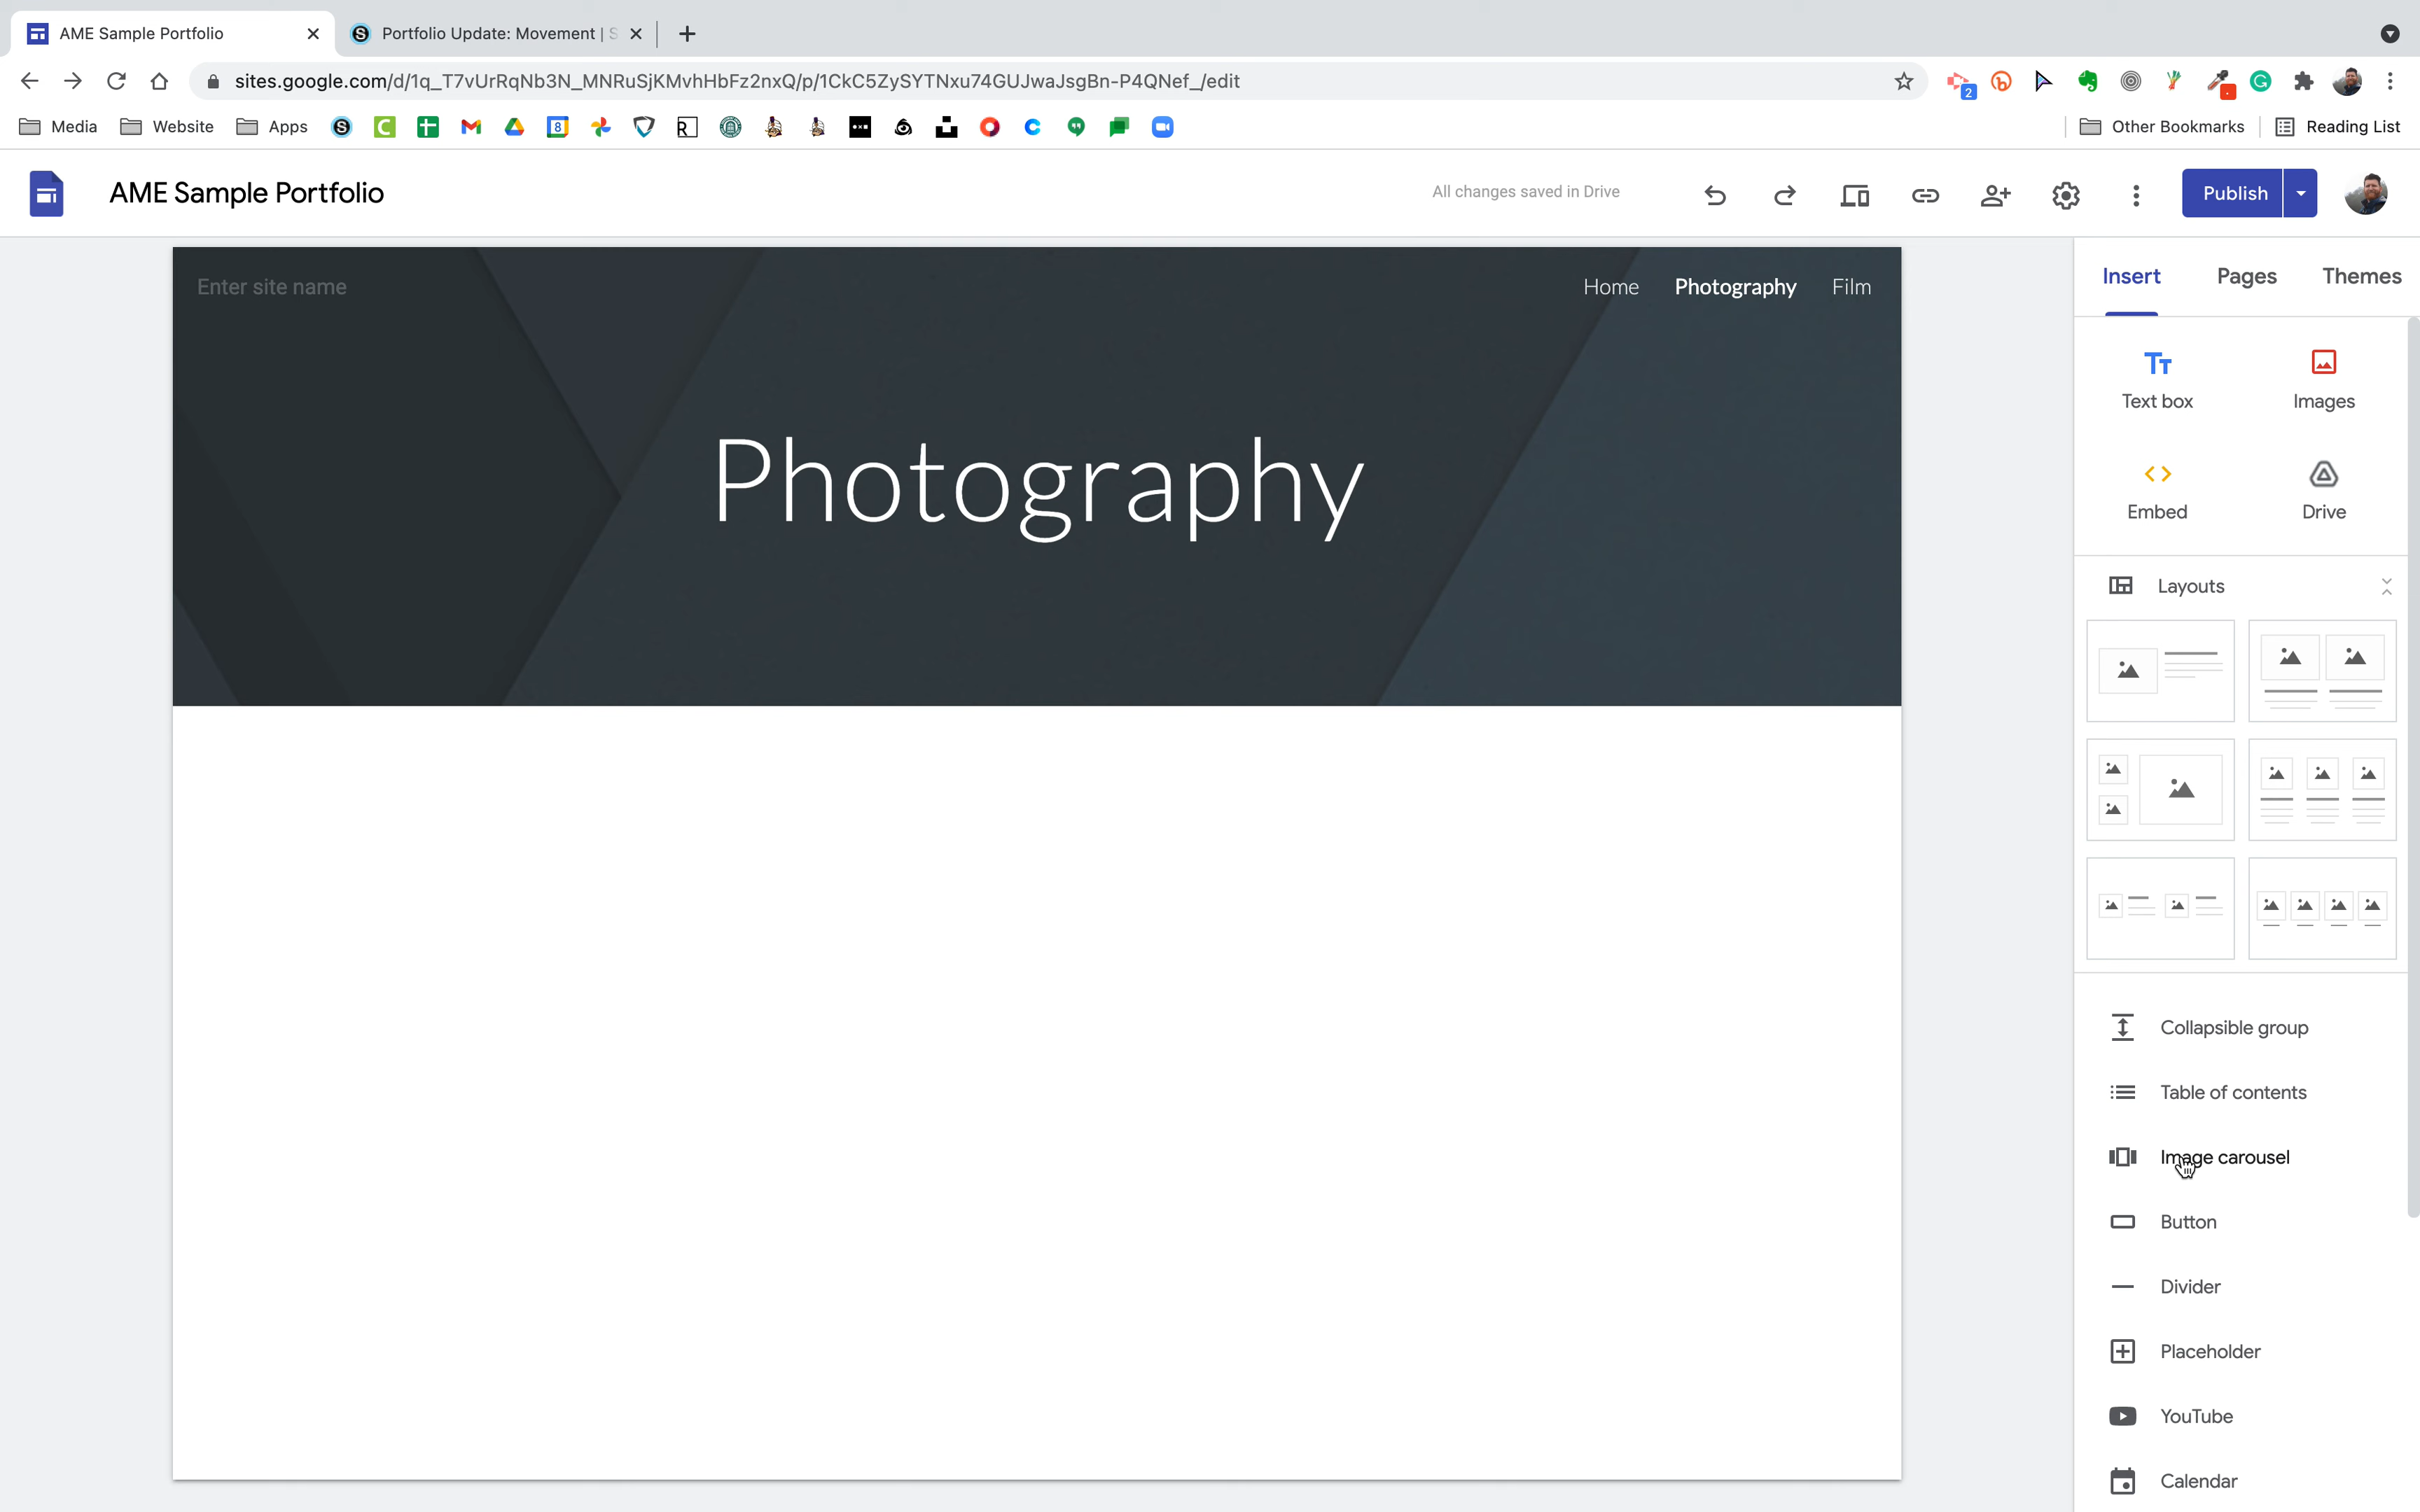 AME Sample Portfolio
Portfolio Update: Movement | S
sites.google.com/d/1q_T7vUrRqNb3N_MNRuSjKMvhHbFz2nxQ/p/1CkC5ZySYTNxu74GUJwaJsgBn-P4QNef_/edit
2
Media
Website
Apps
8
Other Bookmarks
Reading List
AME Sample Portfolio
All changes saved in Drive
Publish
Enter site name
Home
Photography
Film
Photography
Insert
Pages
Themes
Text box
Images
Embed
Drive
Layouts
Collapsible group
Table of contents
Image carousel
Button
Divider
Placeholder
YouTube
Calendar